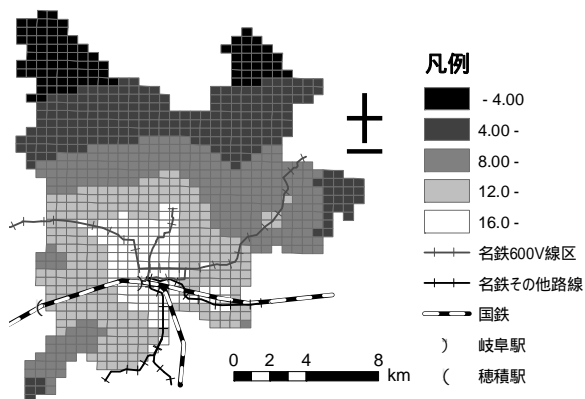 凡例
- 4.00
4.00 -
8.00 -
12.0 -
16.0 -
名鉄600V線区
名鉄その他路線
国鉄
岐阜駅
穂積駅
0 2 4 8
km